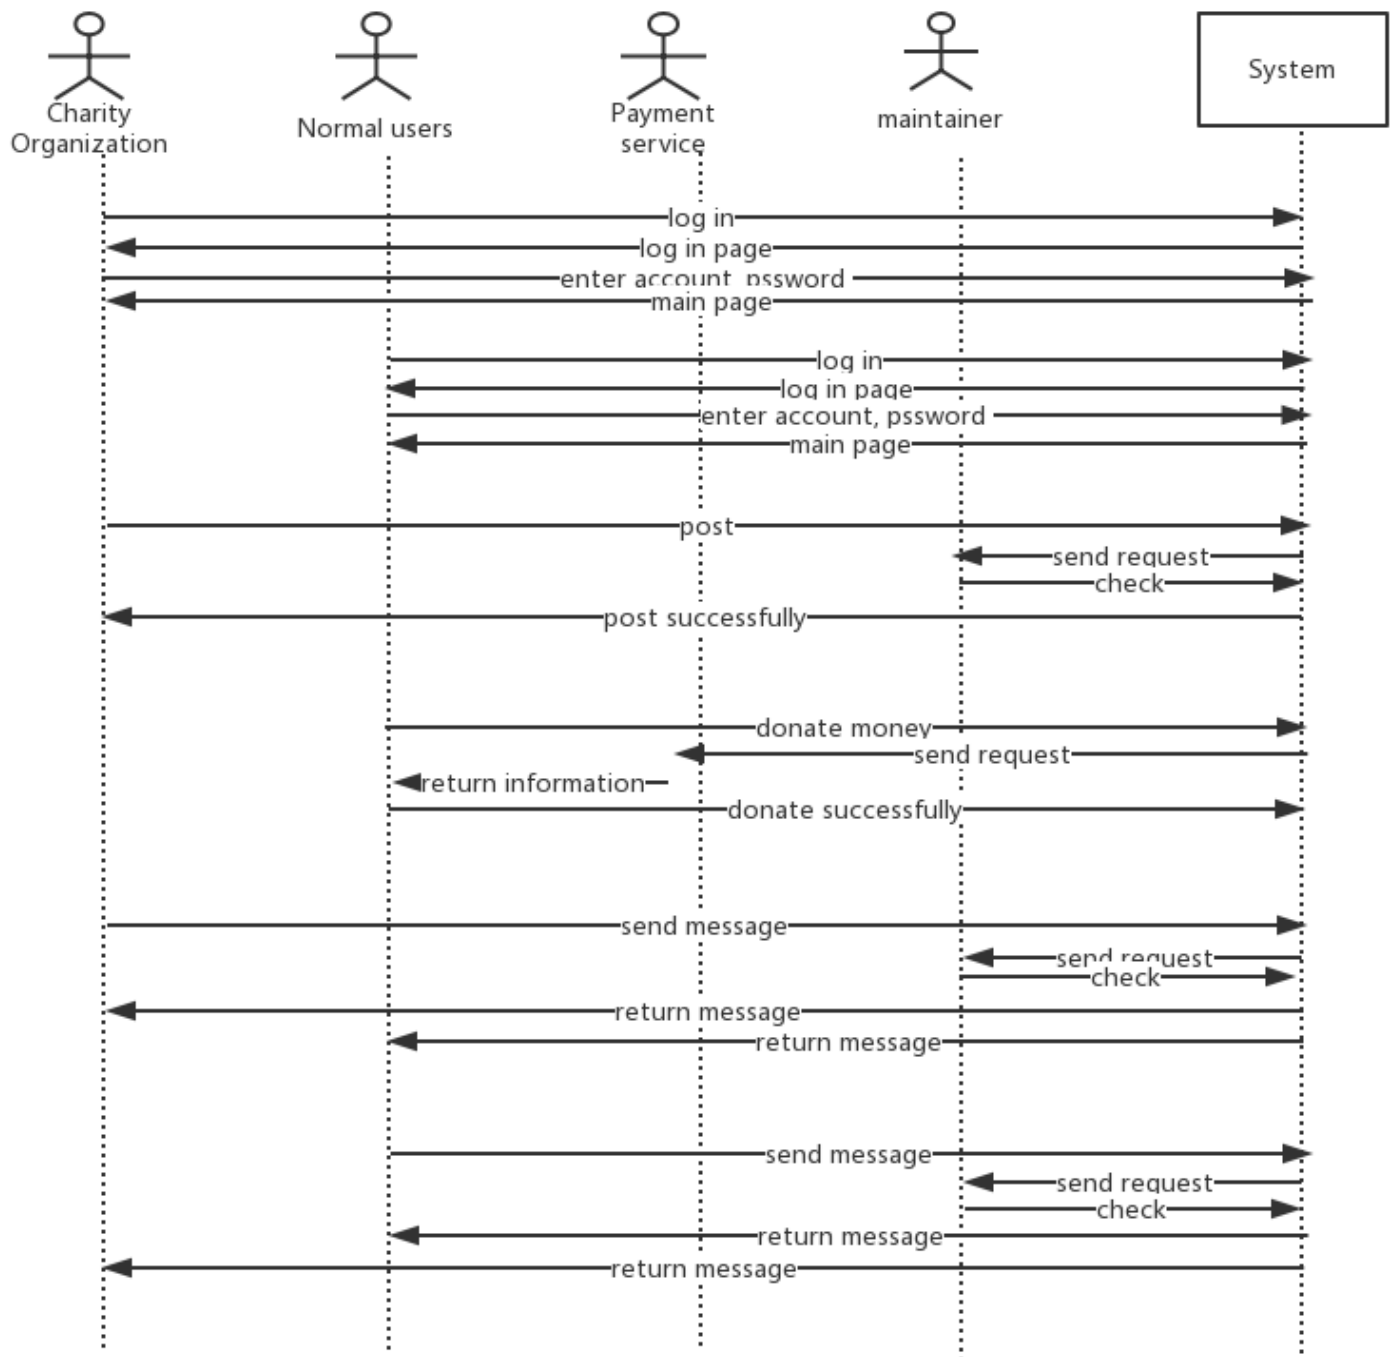 Charity
Organization
Normal users
Payment
service
maintainer
System
log in
log in page
enter account, pssword
main page
log in
log in page
enter account, pssword
main page
post
send request
check
post successfully
donate money
send request
return information
donate successfully
send message
send request
check
return message
return message
send message
send request
check
return message
return message